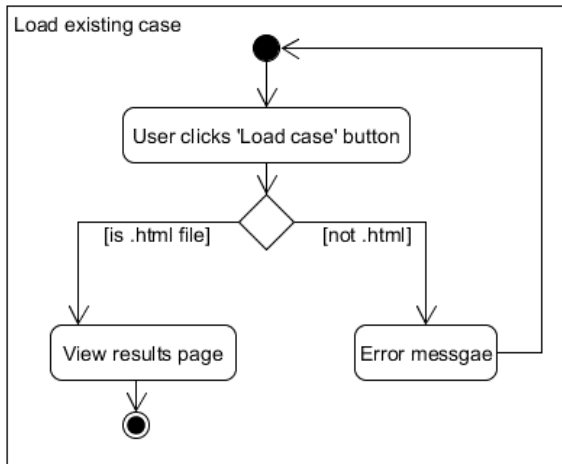 Load existing case
User clicks 'Load case' button
[is .html file]
[not .html]
View results page
Error messgae